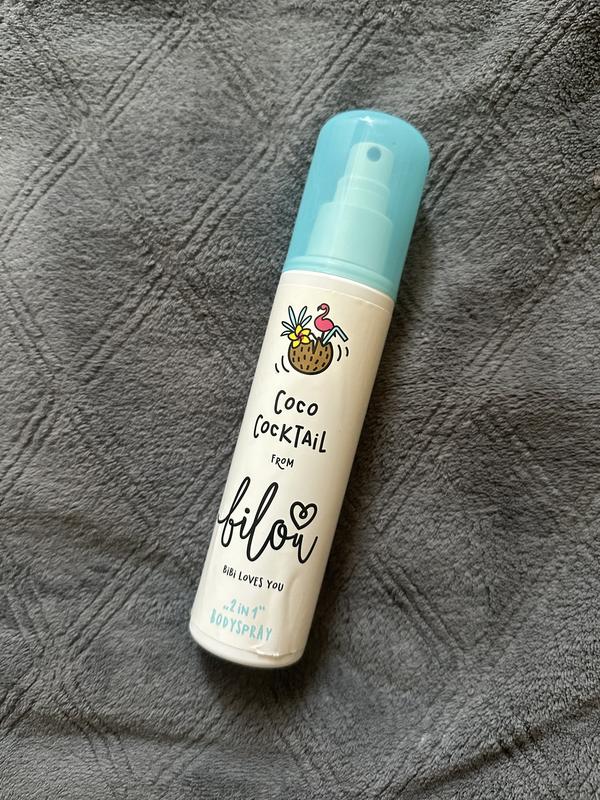 Coco
COCKTAiL
FROM
bilou
BiBi LOVES YOU
„2 iN 1"
BODYSPRAY